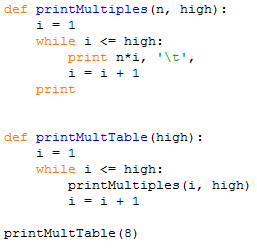 def printMultiples(n, high):
    i = 1
    while i <= high:
        print n*i, '\t',
        i = i + 1
    print

def printMultTable(high):
    i = 1
    while i <= high:
        printMultiples(i, high)
        i = i + 1

printMultTable(8)